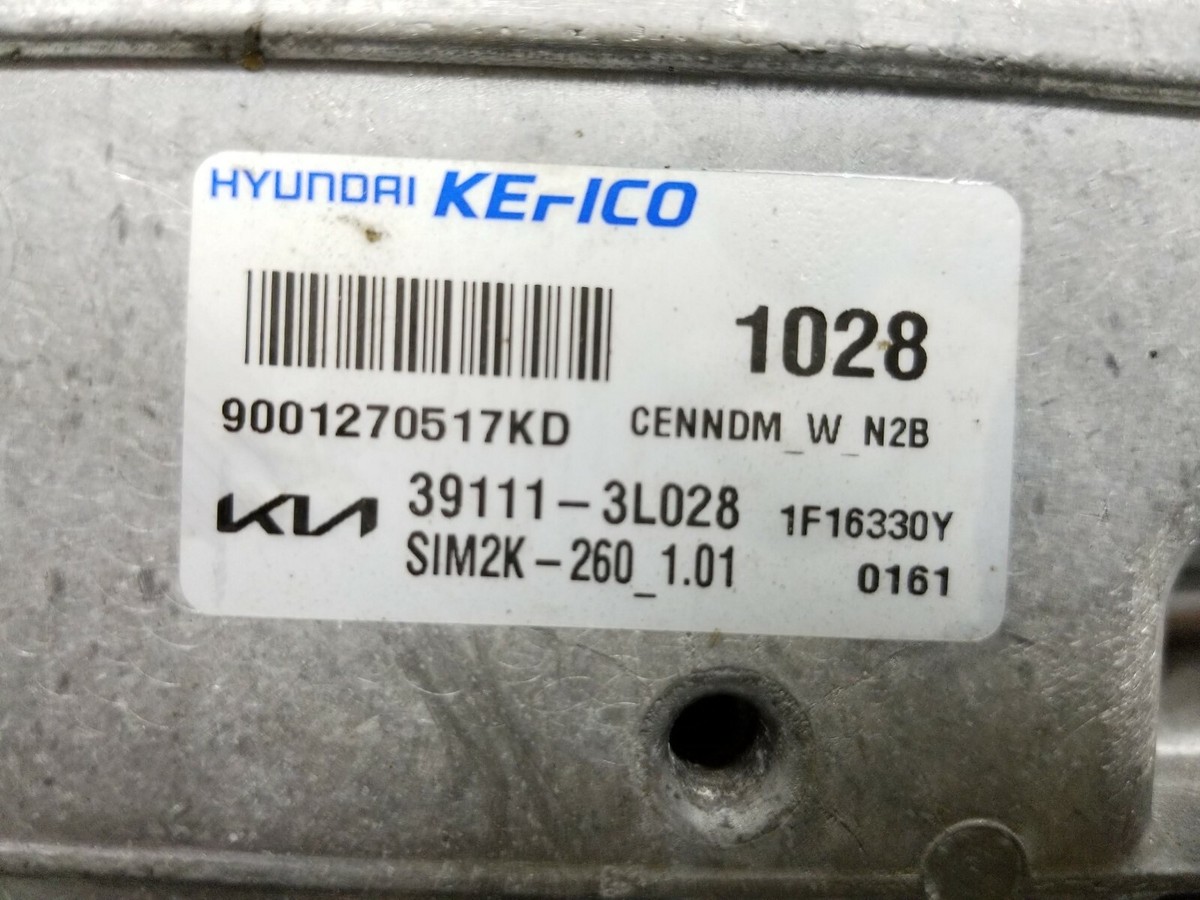 HYUNDAI KEFICO
1028
9001270517KD CENNDM_W_N2B
KIA 39111-3L028 1F16330Y
SIM2K-260_1.01 0161